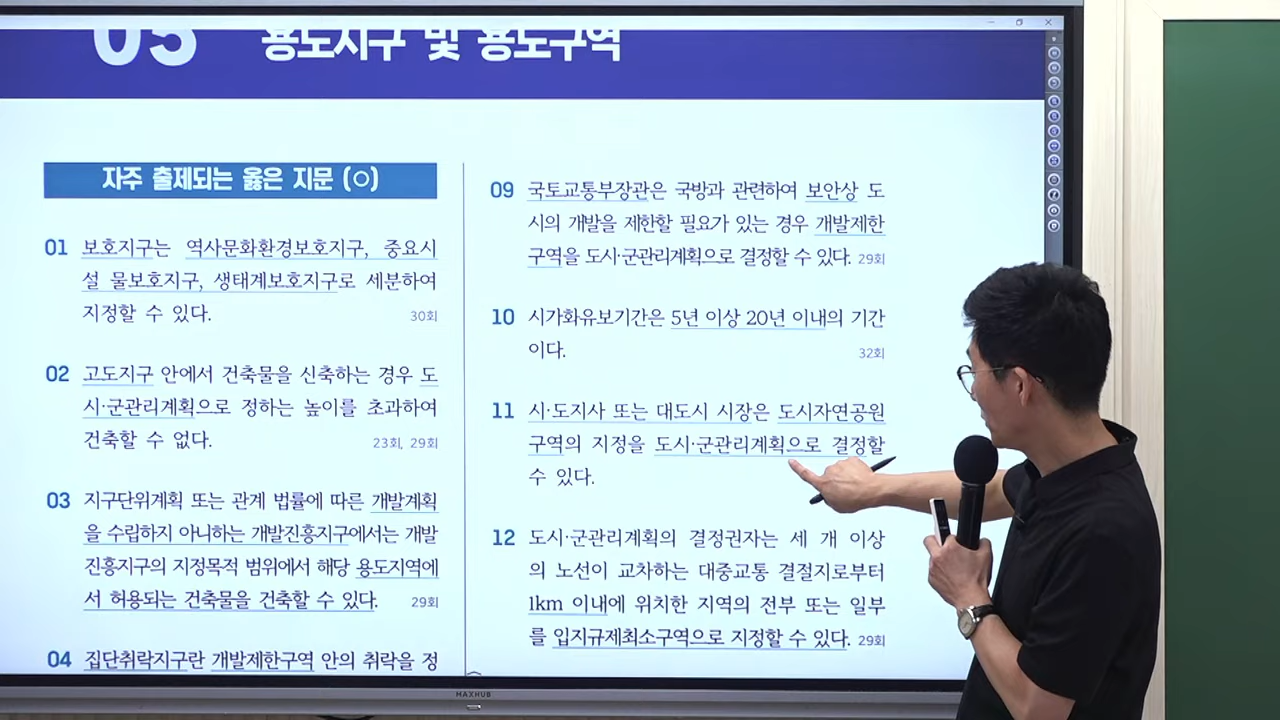 05 용도지구 및 용도구역
자주 출제되는 옳은 지문 (○)
01 보호지구는 역사문화환경보호지구, 중요시
설 물보호지구, 생태계보호지구로 세분하여
지정할 수 있다. 30회
02 고도지구 안에서 건축물을 신축하는 경우 도
시·군관리계획으로 정하는 높이를 초과하여
건축할 수 없다. 23회, 29회
03 지구단위계획 또는 관계 법률에 따른 개발계획
을 수립하지 아니하는 개발진흥지구에서는 개발
진흥지구의 지정목적 범위에서 해당 용도지역에
서 허용되는 건축물을 건축할 수 있다. 29회
04 집단취락지구란 개발제한구역 안의 취락을 정
09 국토교통부장관은 국방과 관련하여 보안상 도
시의 개발을 제한할 필요가 있는 경우 개발제한
구역을 도시·군관리계획으로 결정할 수 있다. 29회
10 시가화유보기간은 5년 이상 20년 이내의 기간
이다. 32회
11 시·도지사 또는 대도시 시장은 도시자연공원
구역의 지정을 도시·군관리계획으로 결정할
수 있다.
12 도시·군관리계획의 결정권자는 세 개 이상
의 노선이 교차하는 대중교통 결절지로부터
1km 이내에 위치한 지역의 전부 또는 일부
를 입지규제최소구역으로 지정할 수 있다. 29회
MAXHUB